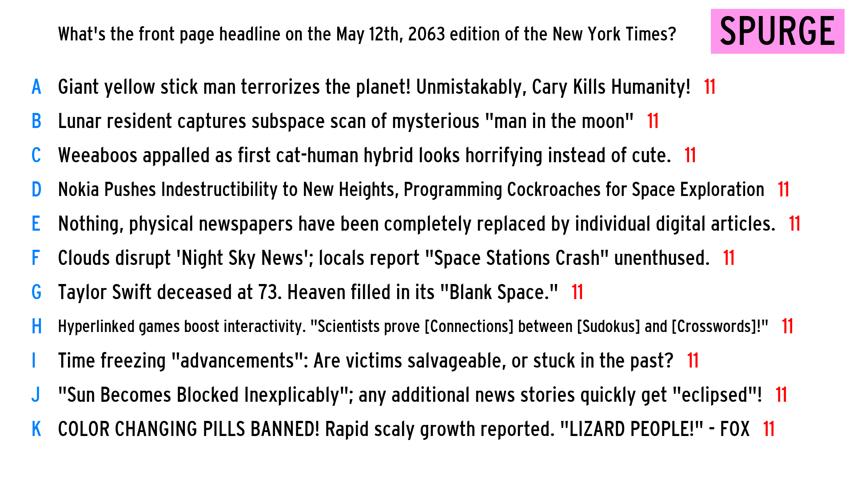 What's the front page headline on the May 12th, 2063 edition of the New York Times?
SPURGE
A Giant yellow stick man terrorizes the planet! Unmistakably, Cary Kills Humanity! 11
B Lunar resident captures subspace scan of mysterious "man in the moon" 11
C Weeaboos appalled as first cat-human hybrid looks horrifying instead of cute. 11
D Nokia Pushes Indestructibility to New Heights, Programming Cockroaches for Space Exploration 11
E Nothing, physical newspapers have been completely replaced by individual digital articles. 11
F Clouds disrupt 'Night Sky News'; locals report "Space Stations Crash" unenthused. 11
G Taylor Swift deceased at 73. Heaven filled in its "Blank Space." 11
H Hyperlinked games boost interactivity. "Scientists prove [Connections] between [Sudokus] and [Crosswords]!" 11
I Time freezing "advancements": Are victims salvageable, or stuck in the past? 11
J "Sun Becomes Blocked Inexplicably"; any additional news stories quickly get "eclipsed"! 11
K COLOR CHANGING PILLS BANNED! Rapid scaly growth reported. "LIZARD PEOPLE!" - FOX 11